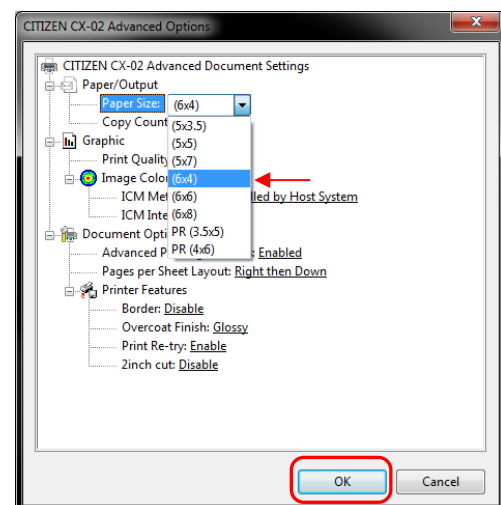 CITIZEN CX-02 Advanced Options
CITIZEN CX-02 Advanced Document Settings
Paper/Output
Paper Size: (6x4)
Copy Count
(5x3.5)
(5x5)
Graphic
Print Quality
(5x7)
Image Color
(6x4)
ICM Met
(6x6)
lled by Host System
ICM Inte
(6x8)
Document Opti
PR (3.5x5)
Advanced P
PR (4x6)
: Enabled
Pages per Sheet Layout: Right then Down
Printer Features
Border: Disable
Overcoat Finish: Glossy
Print Re-try: Enable
2inch cut: Disable
OK
Cancel